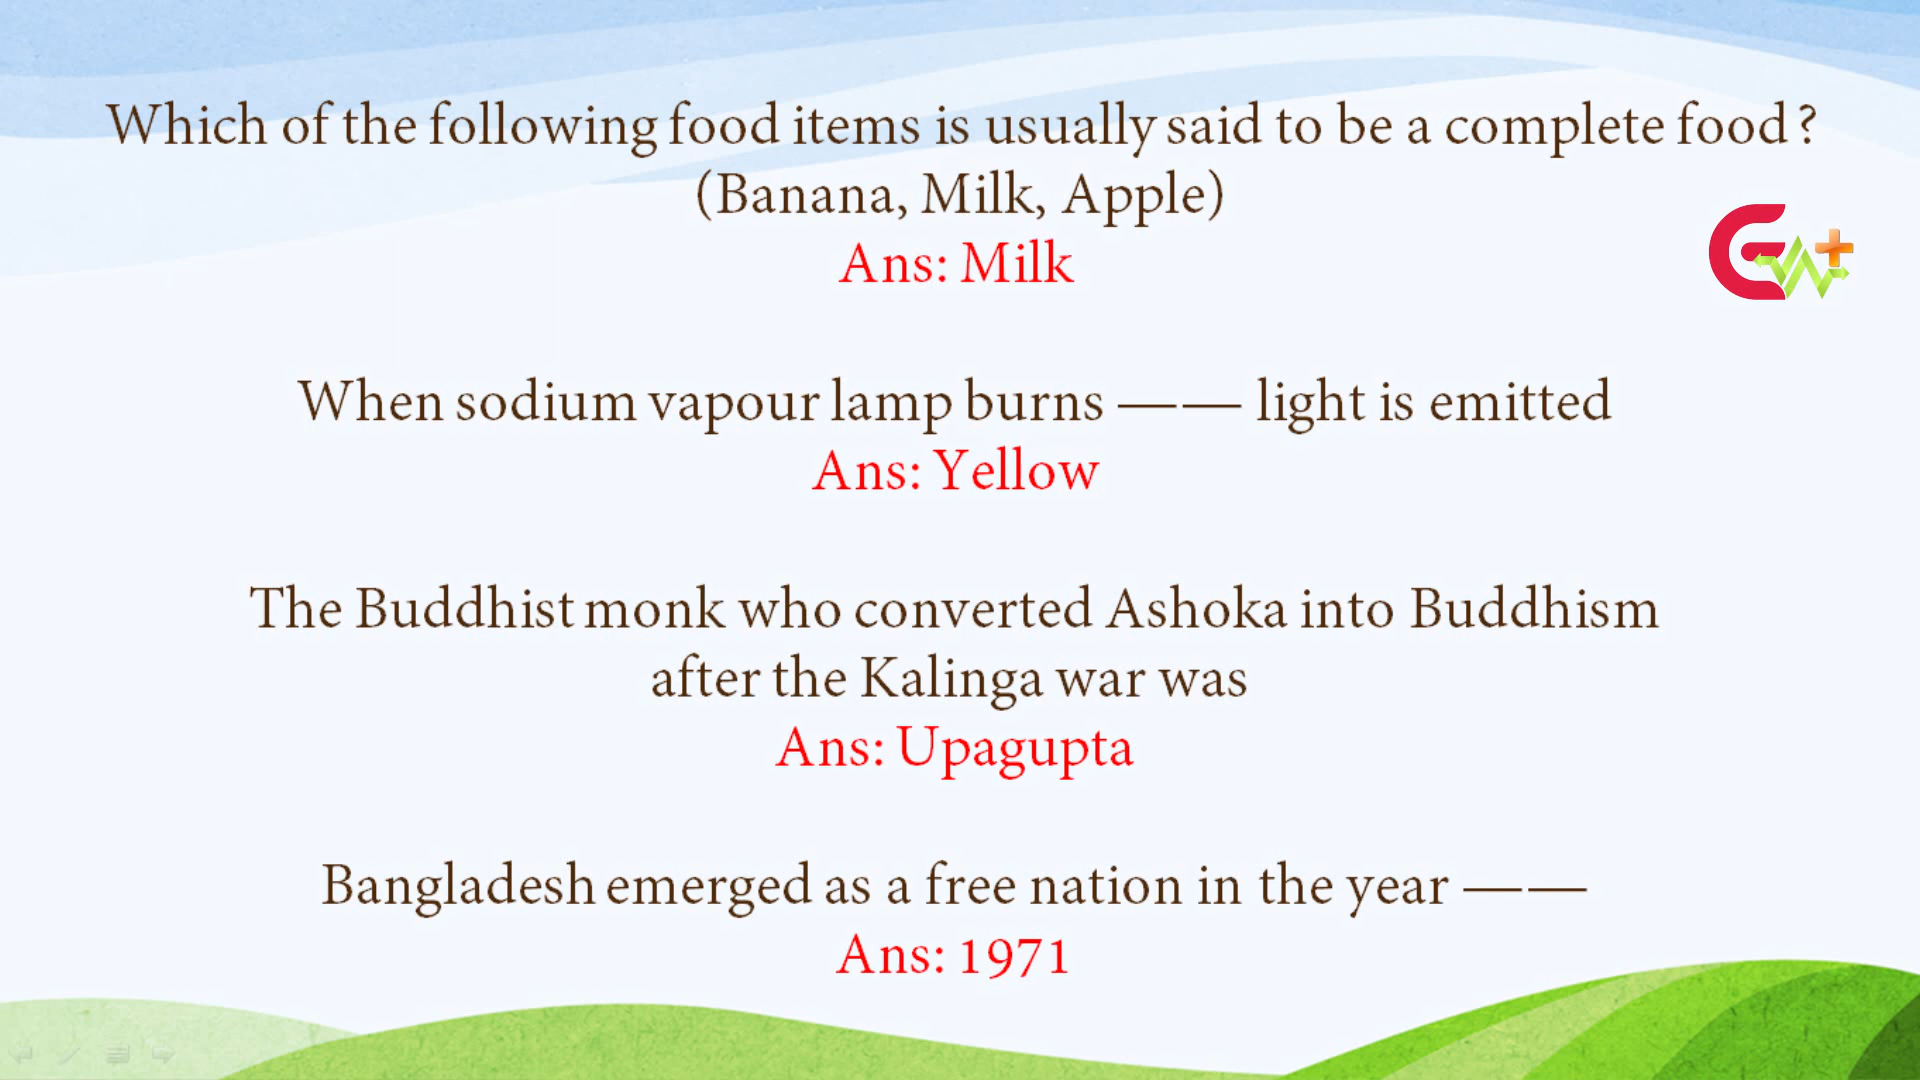 Which of the following food items is usually said to be a complete food?
(Banana, Milk, Apple)
Ans: Milk
When sodium vapour lamp burns —— light is emitted
Ans: Yellow
The Buddhist monk who converted Ashoka into Buddhism
after the Kalinga war was
Ans: Upagupta
Bangladesh emerged as a free nation in the year ——
Ans: 1971